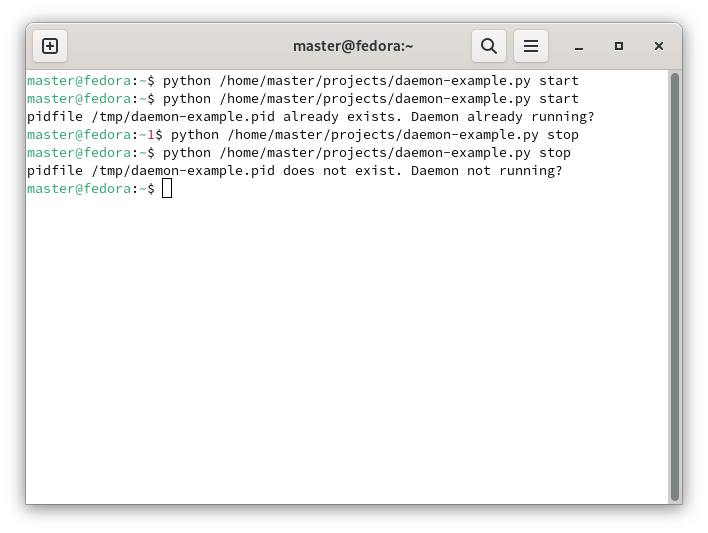 master@fedora:~
master@fedora:~$ python /home/master/projects/daemon-example.py start
master@fedora:~$ python /home/master/projects/daemon-example.py start
pidfile /tmp/daemon-example.pid already exists. Daemon already running?
master@fedora:~1$ python /home/master/projects/daemon-example.py stop
master@fedora:~$ python /home/master/projects/daemon-example.py stop
pidfile /tmp/daemon-example.pid does not exist. Daemon not running?
master@fedora:~$